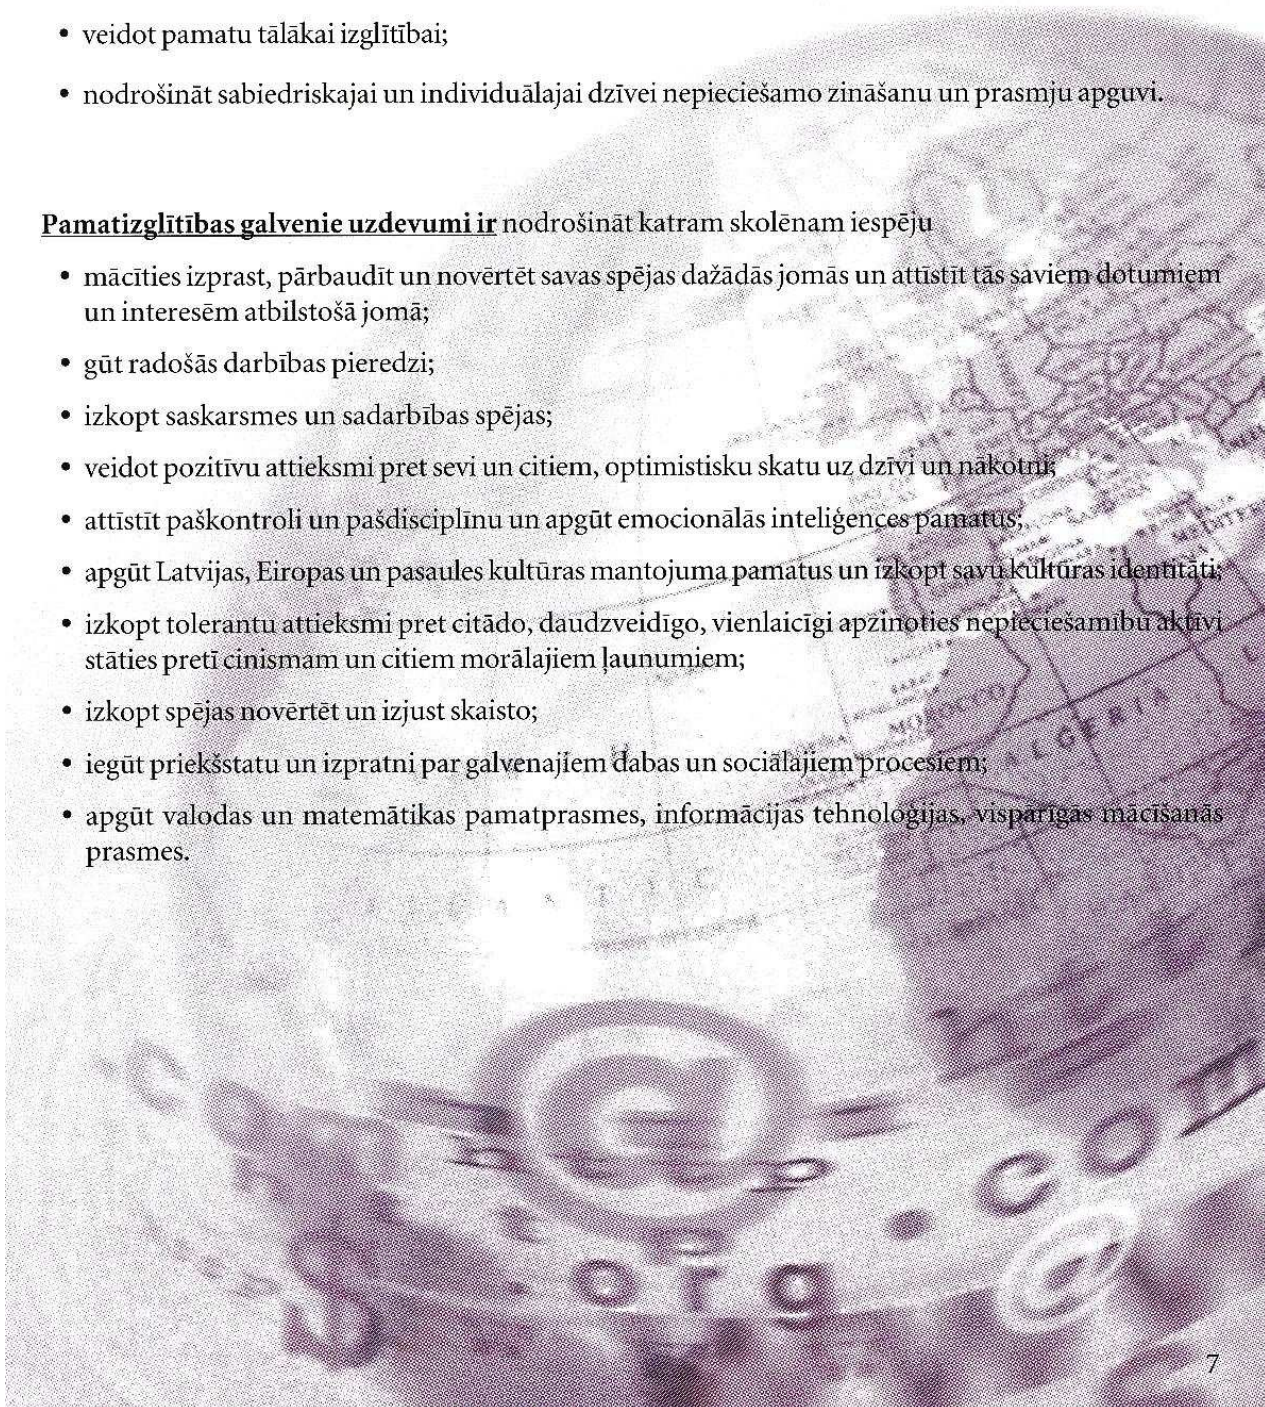 • veidot pamatu tālākai izglītībai;
• nodrošināt sabiedriskajai un individuālajai dzīvei nepieciešamo zināšanu un prasmju apguvi.
Pamatizglītības galvenie uzdevumi ir nodrošināt katram skolēnam iespēju
• mācīties izprast, pārbaudīt un novērtēt savas spējas dažādās jomās un attīstīt tās saviem dotumiem
un interesēm atbilstošā jomā;
• gūt radošās darbības pieredzi;
• izkopt saskarsmes un sadarbības spējas;
• veidot pozitīvu attieksmi pret sevi un citiem, optimistisku skatu uz dzīvi un nākotni;
• attīstīt paškontroli un pašdisciplīnu un apgūt emocionālās inteliģences pamatus;
• apgūt Latvijas, Eiropas un pasaules kultūras mantojuma pamatus un izkopt savu kultūras identitāti;
• izkopt tolerantu attieksmi pret citādo, daudzveidīgo, vienlaicīgi apzinoties nepieciešamību aktīvi
stāties pretī cinismam un citiem morālajiem ļaunumiem;
• izkopt spējas novērtēt un izjust skaisto;
MOROCCO
ALGERIA
• iegūt priekšstatu un izpratni par galvenajiem dabas un sociālajiem procesiem;
• apgūt valodas un matemātikas pamatprasmes, informācijas tehnoloģijas, vispārīgās mācīšanās
prasmes.
@
. com
. org
@
7